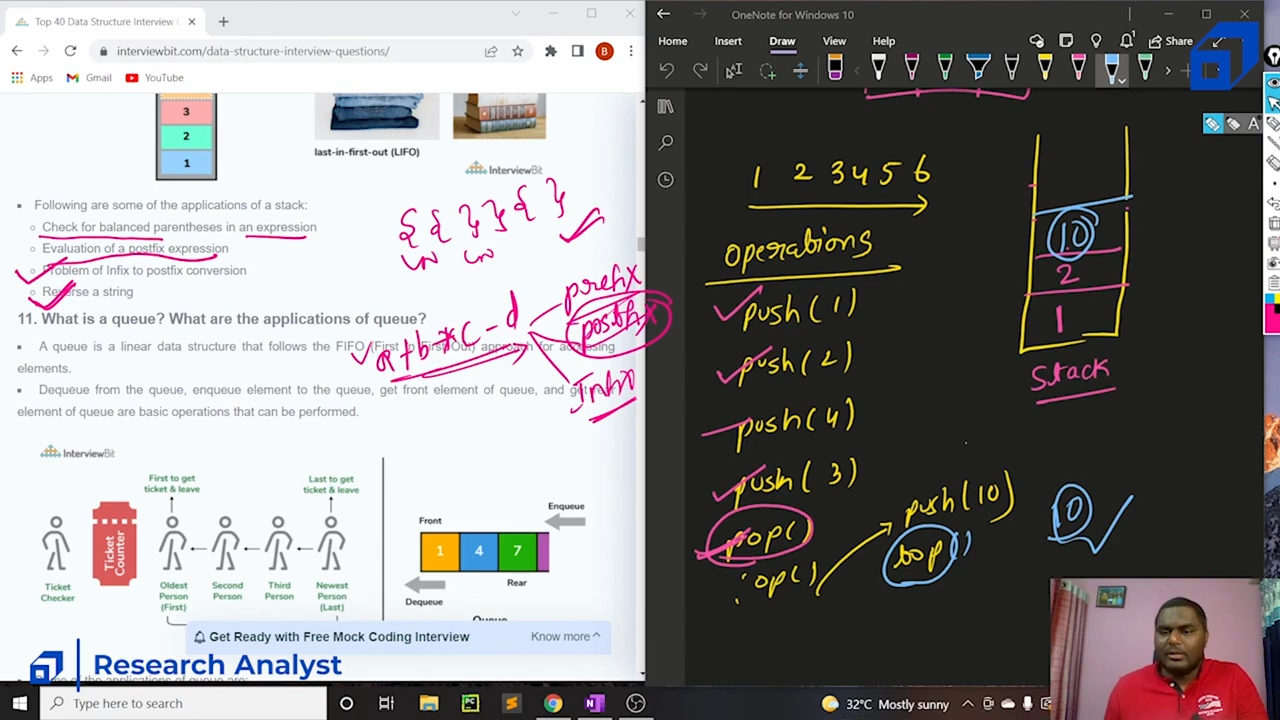 Top 40 Data Structure Interview
interviewbit.com/data-structure-interview-questions/
B
Apps Gmail YouTube
3
2
1
last-in-first-out (LIFO)
InterviewBit
Following are some of the applications of a stack:
Check for balanced parentheses in an expression
Evaluation of a postfix expression
Problem of Infix to postfix conversion
Reverse a string
{ { } } { }
a+b*c-d
prefix
postfix
Infix
11. What is a queue? What are the applications of queue?
A queue is a linear data structure that follows the FIFO (First In First Out) approach for accessing
elements.
Dequeue from the queue, enqueue element to the queue, get front element of queue, and get rear
element of queue are basic operations that can be performed.
InterviewBit
First to get
ticket & leave
Last to get
ticket & leave
Ticket
Counter
Ticket
Checker
Oldest
Person
(First)
Second
Person
Third
Person
Newest
Person
(Last)
Enqueue
Front
1 4 7
Rear
Dequeue
Queue
Get Ready with Free Mock Coding Interview
Know more
Research Analyst
of the applications of queue are:
OneNote for Windows 10
Home Insert Draw View Help
Share
1 2 3 4 5 6
operations
push(1)
push(2)
push(4)
push(3)
pop()
op()
push(10)
top()
10
10
2
1
Stack
Type here to search
32°C Mostly sunny